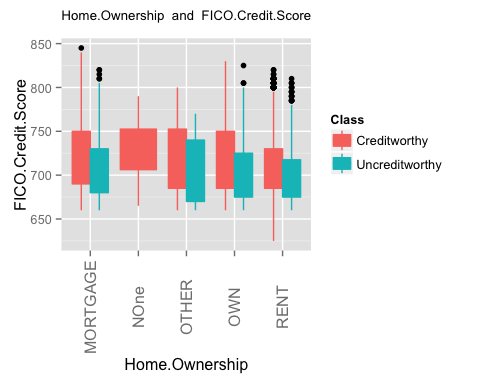 Home.Ownership and FICO.Credit.Score
FICO.Credit.Score
850
800
750
700
650
MORTGAGE
NOne
OTHER
OWN
RENT
Home.Ownership
Class
Creditworthy
Uncreditworthy